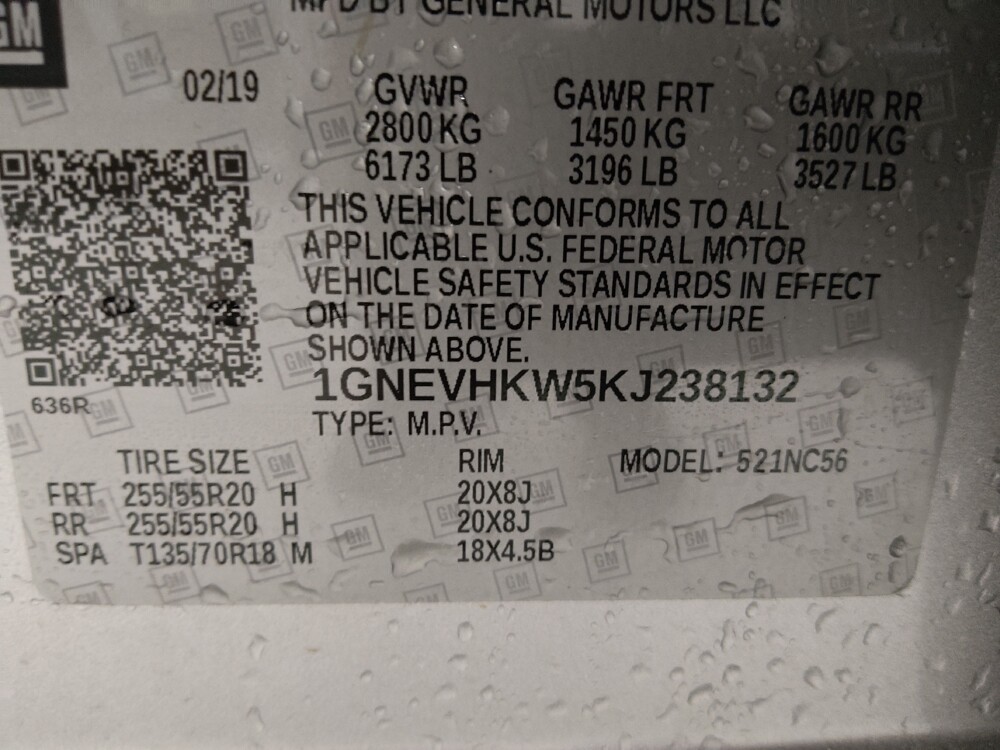 GM
MFD BY GENERAL MOTORS LLC
02/19 GVWR GAWR FRT GAWR RR
2800 KG 1450 KG 1600 KG
6173 LB 3196 LB 3527 LB
THIS VEHICLE CONFORMS TO ALL
APPLICABLE U.S. FEDERAL MOTOR
VEHICLE SAFETY STANDARDS IN EFFECT
ON THE DATE OF MANUFACTURE
SHOWN ABOVE.
1GNEVHKW5KJ238132
636R
TYPE: M.P.V.
TIRE SIZE RIM MODEL: 521NC56
FRT 255/55R20 H 20X8J
RR 255/55R20 H 20X8J
SPA T135/70R18 M 18X4.5B